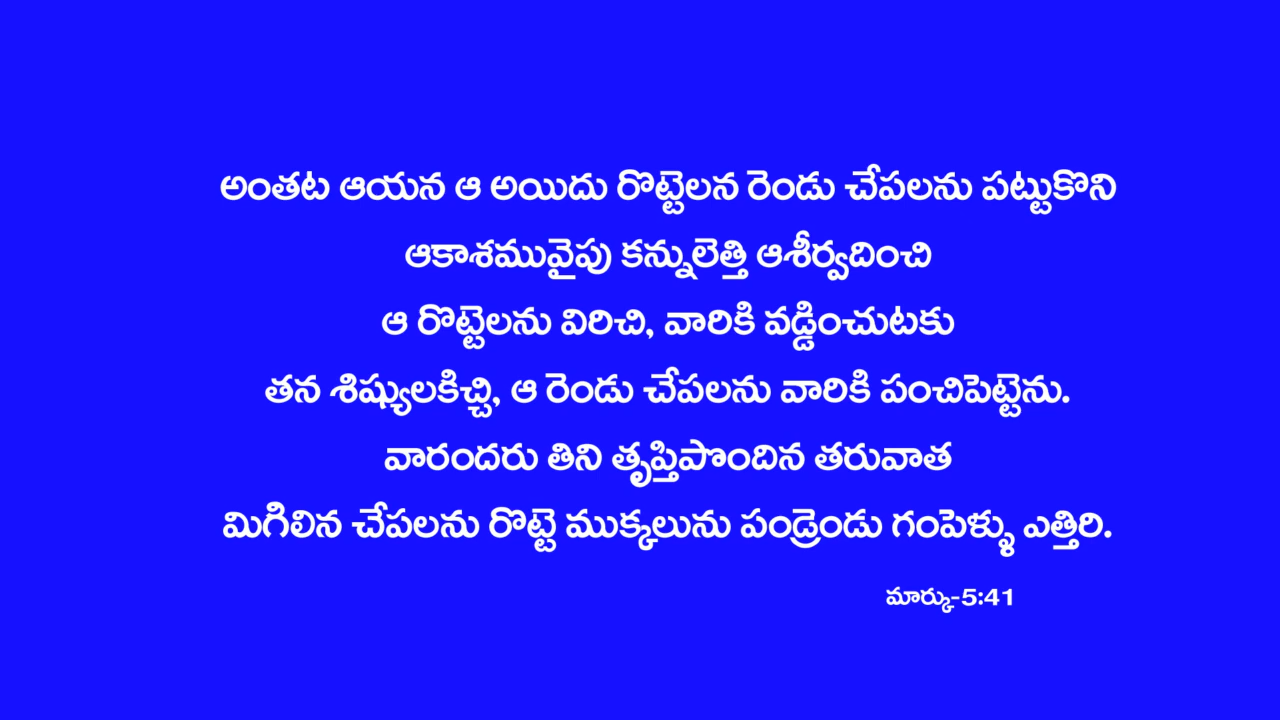 అంతట ఆయన ఆ అయిదు రొట్టెలన రెండు చేపలను పట్టుకొని
ఆకాశమువైపు కన్నులెత్తి ఆశీర్వదించి
ఆ రొట్టెలను విరిచి, వారికి వడ్డించుటకు
తన శిష్యులకిచ్చి, ఆ రెండు చేపలను వారికి పంచిపెట్టెను.
వారందరు తిని తృప్తిపొందిన తరువాత
మిగిలిన చేపలను రొట్టె ముక్కలును పండ్రెండు గంపెళ్ళు ఎత్తిరి.
మార్కు-5:41